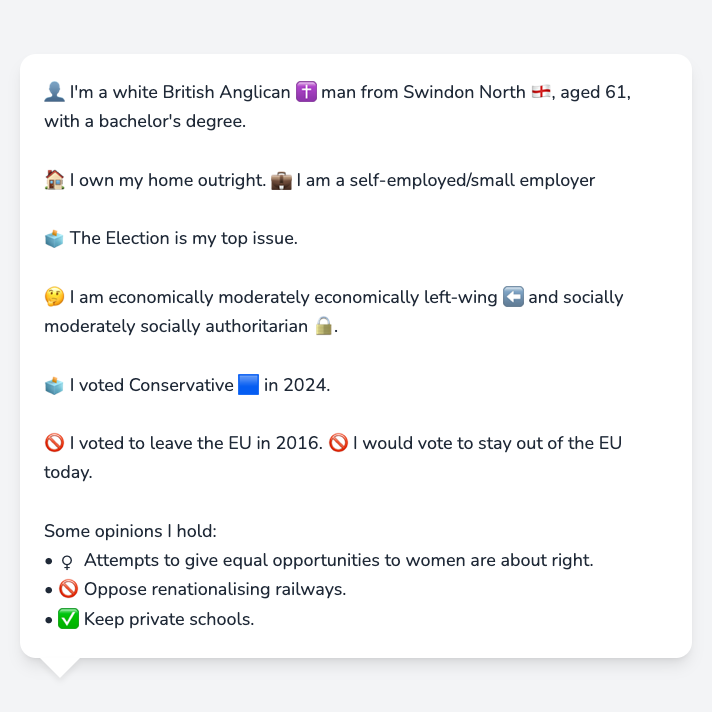 👤 I'm a white British Anglican ✝️ man from Swindon North 🏴󠁧󠁢󠁥󠁮󠁧󠁿, aged 61,
with a bachelor's degree.
🏠 I own my home outright. 💼 I am a self-employed/small employer
🗳️ The Election is my top issue.
🤔 I am economically moderately economically left-wing ⬅️ and socially
moderately socially authoritarian 🔒.
🗳️ I voted Conservative 🟦 in 2024.
🚫 I voted to leave the EU in 2016. 🚫 I would vote to stay out of the EU
today.
Some opinions I hold:
• ♀ Attempts to give equal opportunities to women are about right.
• 🚫 Oppose renationalising railways.
• ✅ Keep private schools.